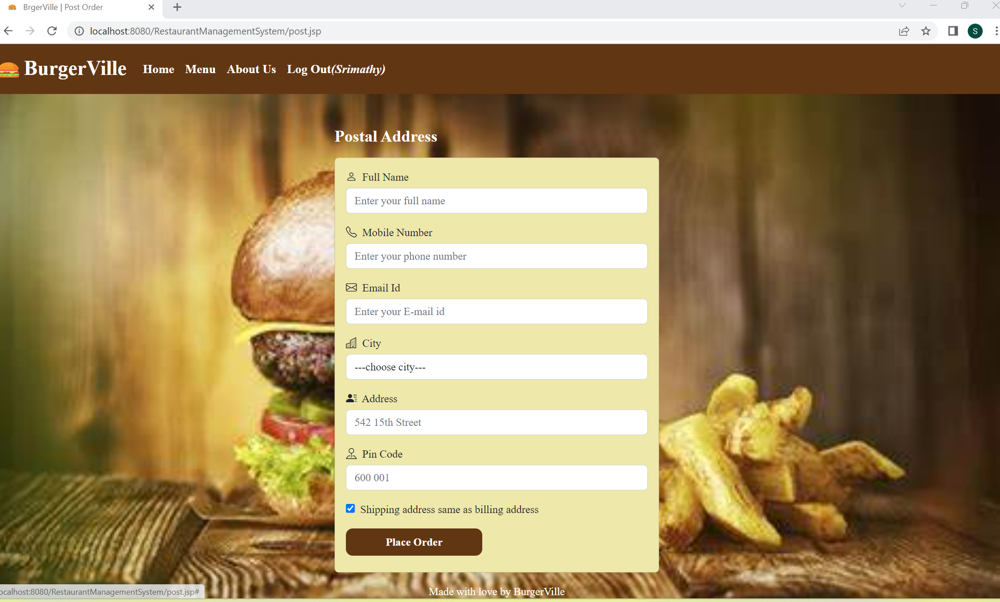 BrgerVille | Post Order
localhost:8080/RestaurantManagementSystem/post.jsp
S
BurgerVille Home Menu About Us Log Out(Srimathy)
Postal Address
Full Name
Enter your full name
Mobile Number
Enter your phone number
Email Id
Enter your E-mail id
City
---choose city---
Address
542 15th Street
Pin Code
600 001
Shipping address same as billing address
Place Order
ocalhost:8080/RestaurantManagementSystem/post.jsp#
Made with love by BurgerVille